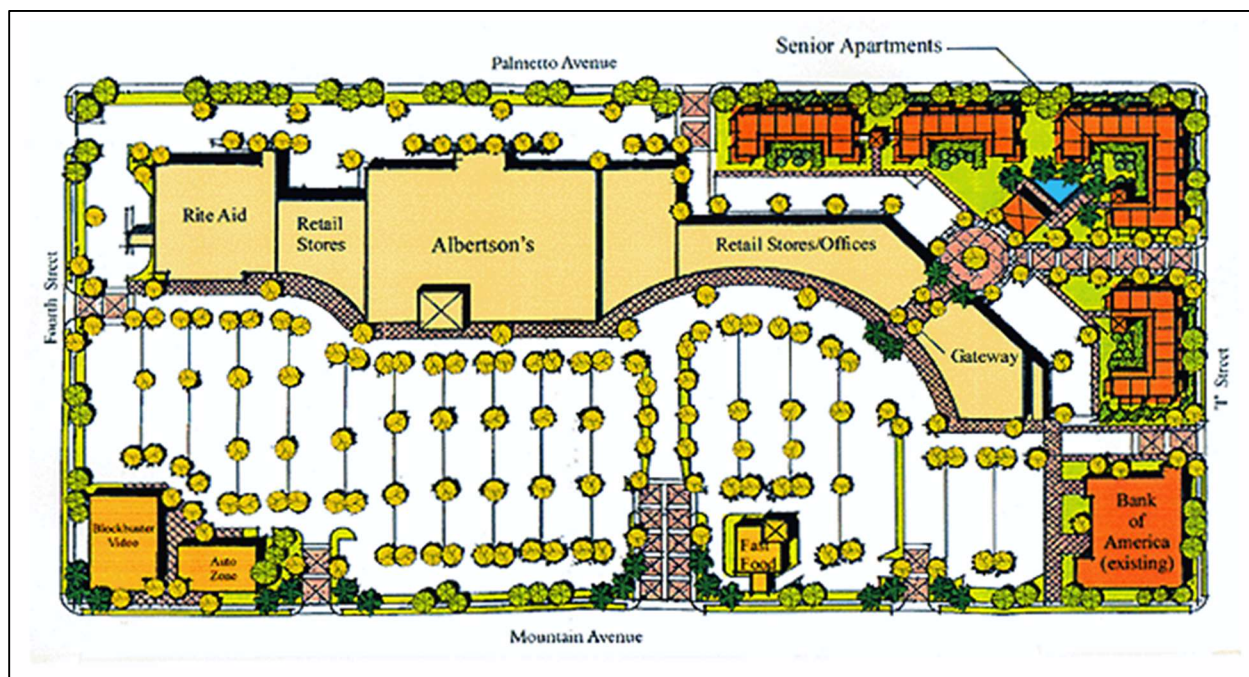 Senior Apartments
Palmetto Avenue
Rite Aid
Retail
Stores
Albertson's
Retail Stores/Offices
Fourth Street
Gateway
"I" Street
Blockbuster
Video
Auto
Zone
Fast
Food
Bank
of
America
(existing)
Mountain Avenue